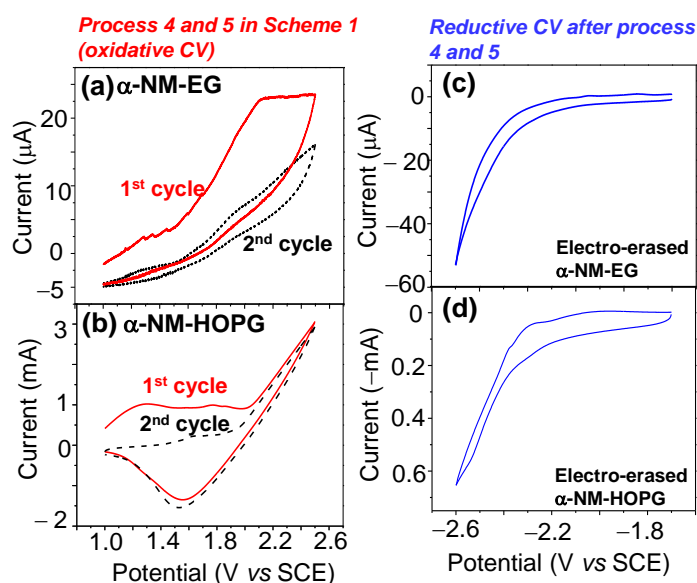 Process 4 and 5 in Scheme 1
(oxidative CV)
Reductive CV after process
4 and 5
(a) α-NM-EG
Current (μA)
20
10
0
−5
1st cycle
2nd cycle
(b) α-NM-HOPG
Current (mA)
3
1
0
−2
1st cycle
2nd cycle
1.0
1.4
1.8
2.2
2.6
Potential (V vs SCE)
(c)
Current (μA)
0
−20
−40
−60
Electro-erased
α-NM-EG
(d)
Current (−mA)
0
0.2
0.4
0.6
Electro-erased
α-NM-HOPG
−2.6
−2.2
−1.8
Potential (V vs SCE)